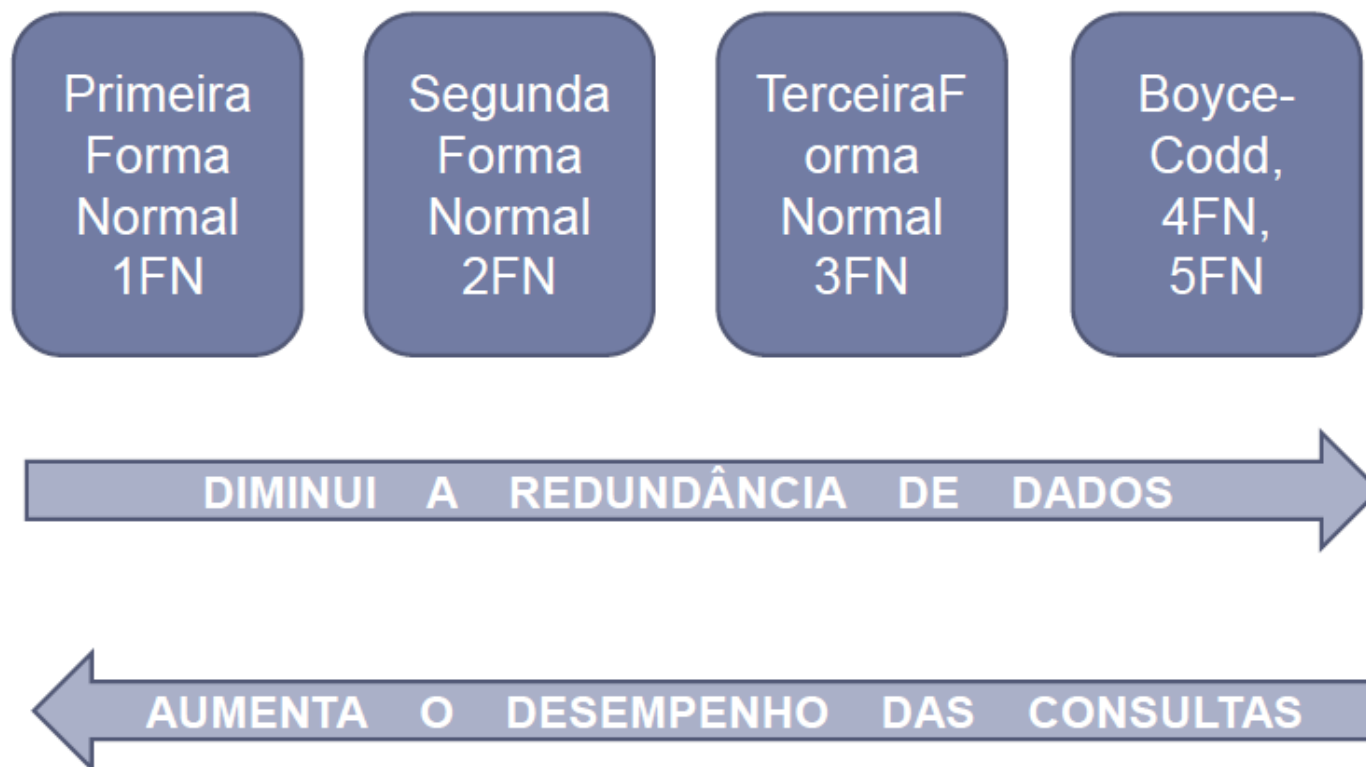 Primeira
Forma
Normal
1FN
Segunda
Forma
Normal
2FN
TerceiraF
orma
Normal
3FN
Boyce-
Codd,
4FN,
5FN
DIMINUI A REDUNDÂNCIA DE DADOS
AUMENTA O DESEMPENHO DAS CONSULTAS